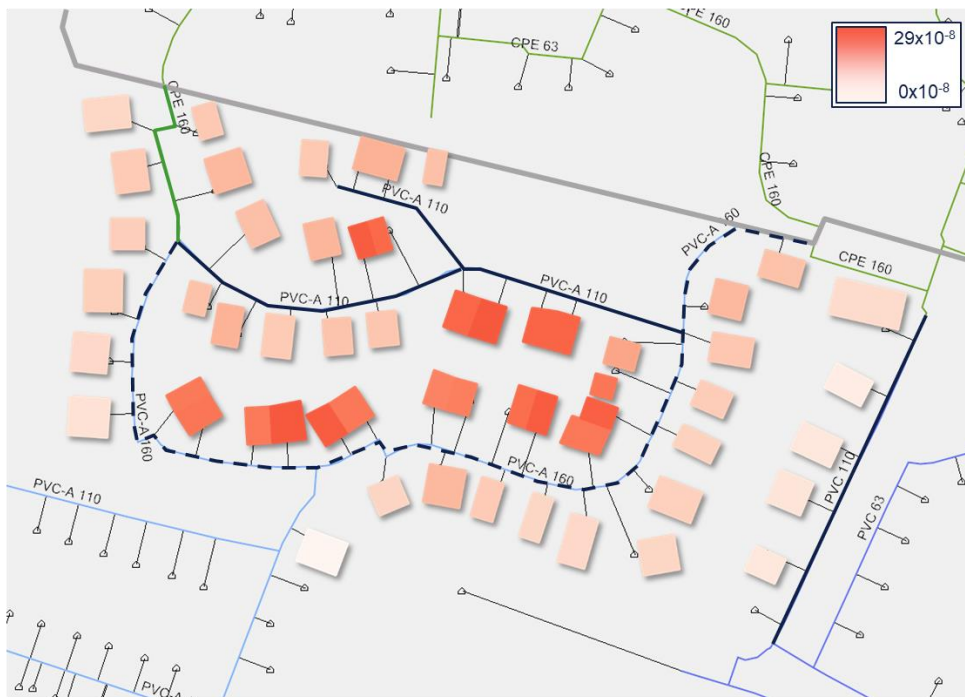 CPE 160
CPE 63
29x10-8
0x10-8
CPE 160
CPE 160
PVC-A 110
PVC-A 160
CPE 160
PVC-A 110
PVC-A 110
PVC-A 160
PVC-A 160
PVC 110
PVC 63
PVC-A 110